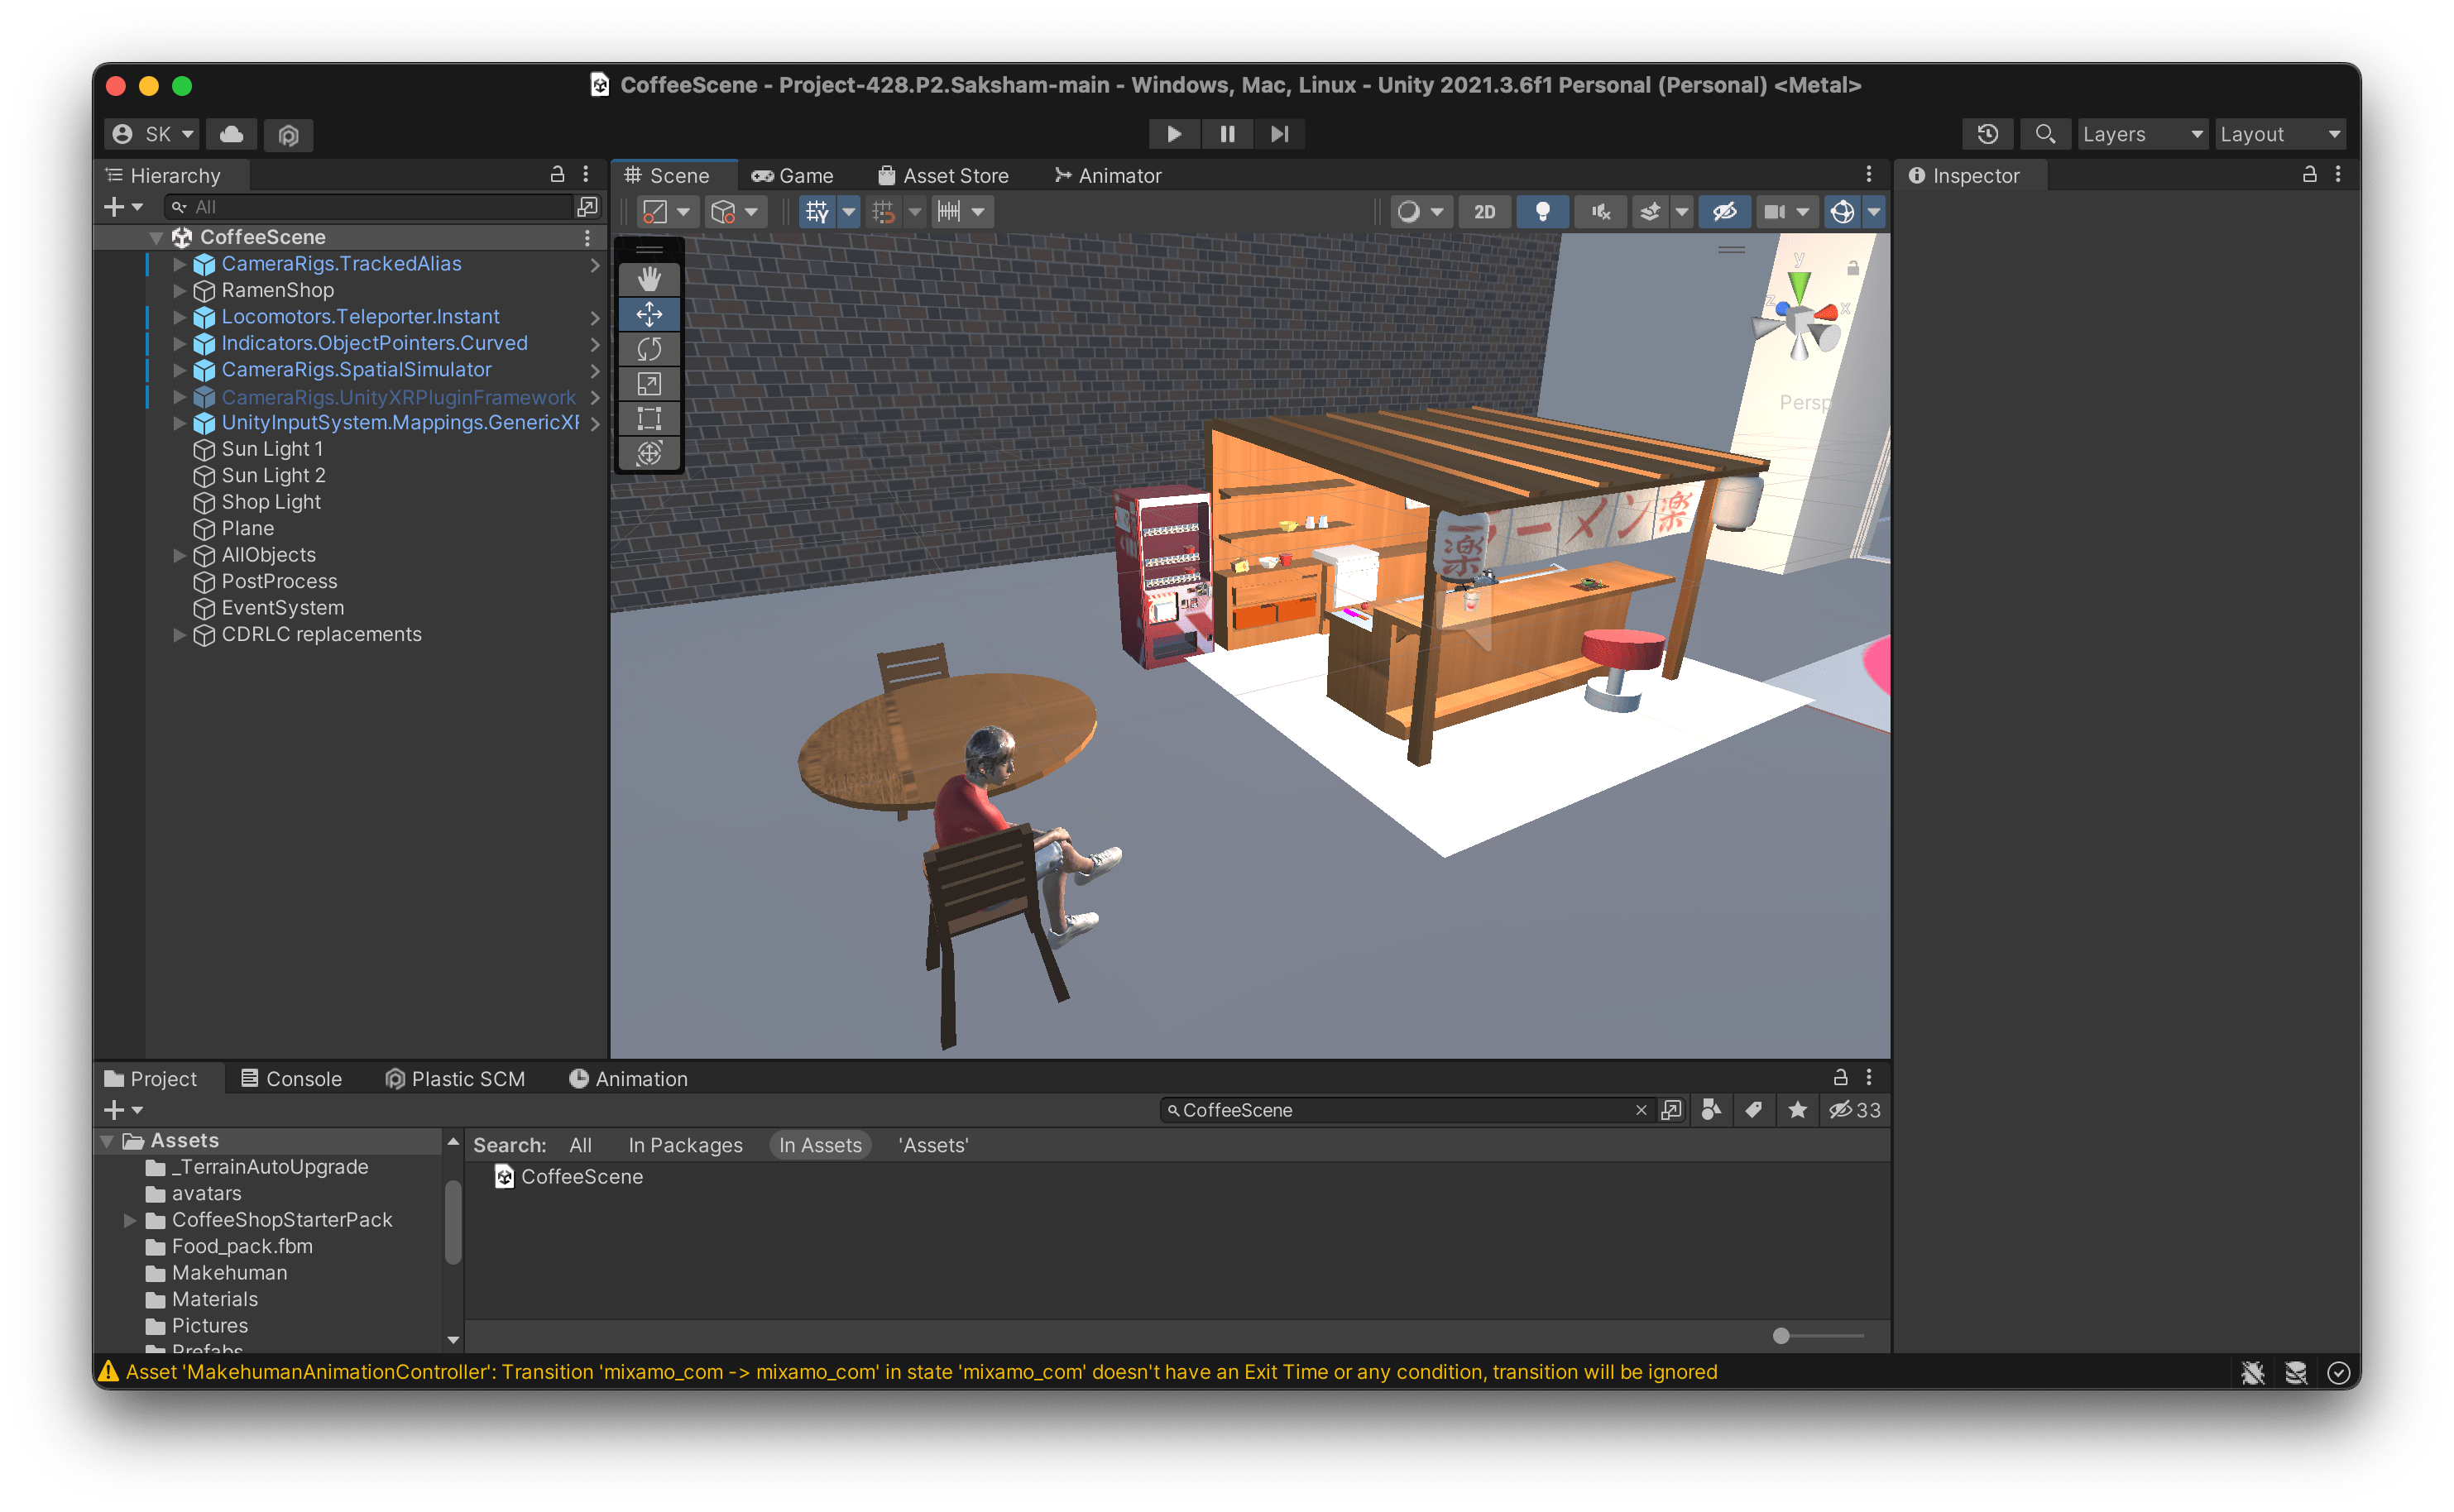 CoffeeScene - Project-428.P2.Saksham-main - Windows, Mac, Linux - Unity 2021.3.6f1 Personal (Personal) <Metal>
SK
Layers
Layout
Hierarchy
Scene
Game
Asset Store
Animator
Inspector
All
2D
CoffeeScene
CameraRigs.TrackedAlias
RamenShop
Locomotors.Teleporter.Instant
Indicators.ObjectPointers.Curved
CameraRigs.SpatialSimulator
CameraRigs.UnityXRPluginFramework
UnityInputSystem.Mappings.GenericXR
Sun Light 1
Sun Light 2
Shop Light
Plane
AllObjects
PostProcess
EventSystem
CDRLC replacements
y
z
x
Persp
一楽
ラーメン楽
Project
Console
Plastic SCM
Animation
CoffeeScene
33
Assets
_TerrainAutoUpgrade
avatars
CoffeeShopStarterPack
Food_pack.fbm
Makehuman
Materials
Pictures
Prefabs
Search:
All
In Packages
In Assets
'Assets'
CoffeeScene
Asset 'MakehumanAnimationController': Transition 'mixamo_com -> mixamo_com' in state 'mixamo_com' doesn't have an Exit Time or any condition, transition will be ignored